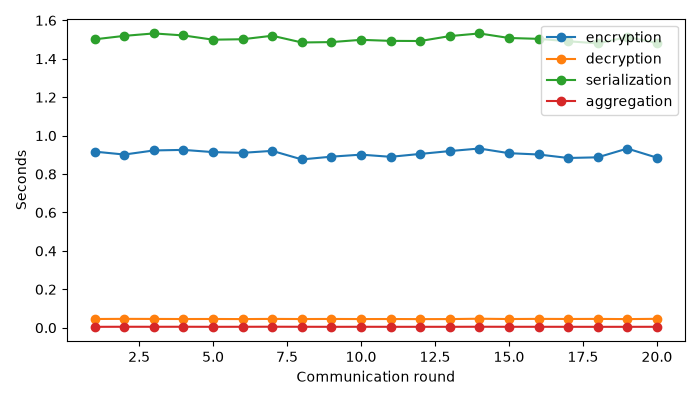 1.6
1.4
1.2
1.0
0.8
0.6
0.4
0.2
0.0
Seconds
encryption
decryption
serialization
aggregation
2.5 5.0 7.5 10.0 12.5 15.0 17.5 20.0
Communication round